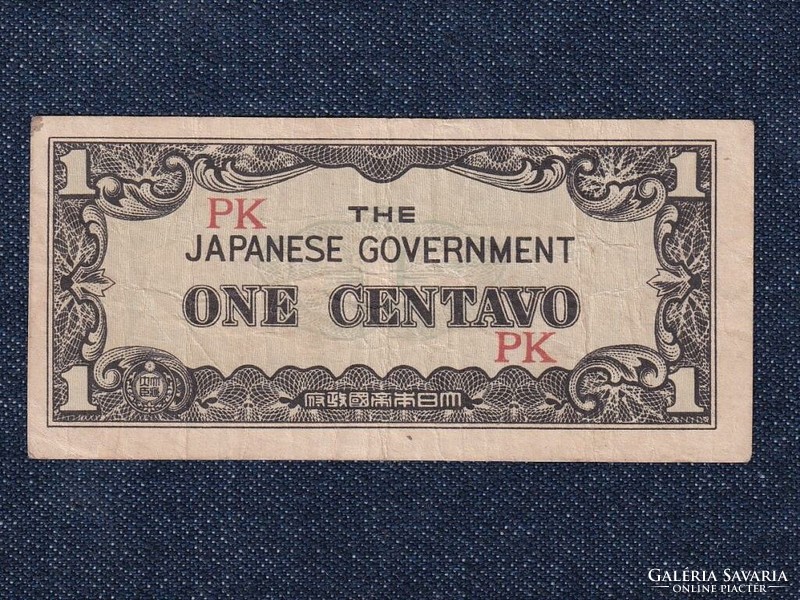 1 1
PK THE
JAPANESE GOVERNMENT
ONE CENTAVO
PK
1 1
府政國帝本日大
GALÉRIA SAVARIA
ONLINE PIACTÉR